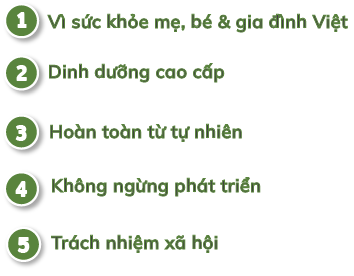 1 Vì sức khỏe mẹ, bé & gia đình Việt
2 Dinh dưỡng cao cấp
3 Hoàn toàn từ tự nhiên
4 Không ngừng phát triển
5 Trách nhiệm xã hội